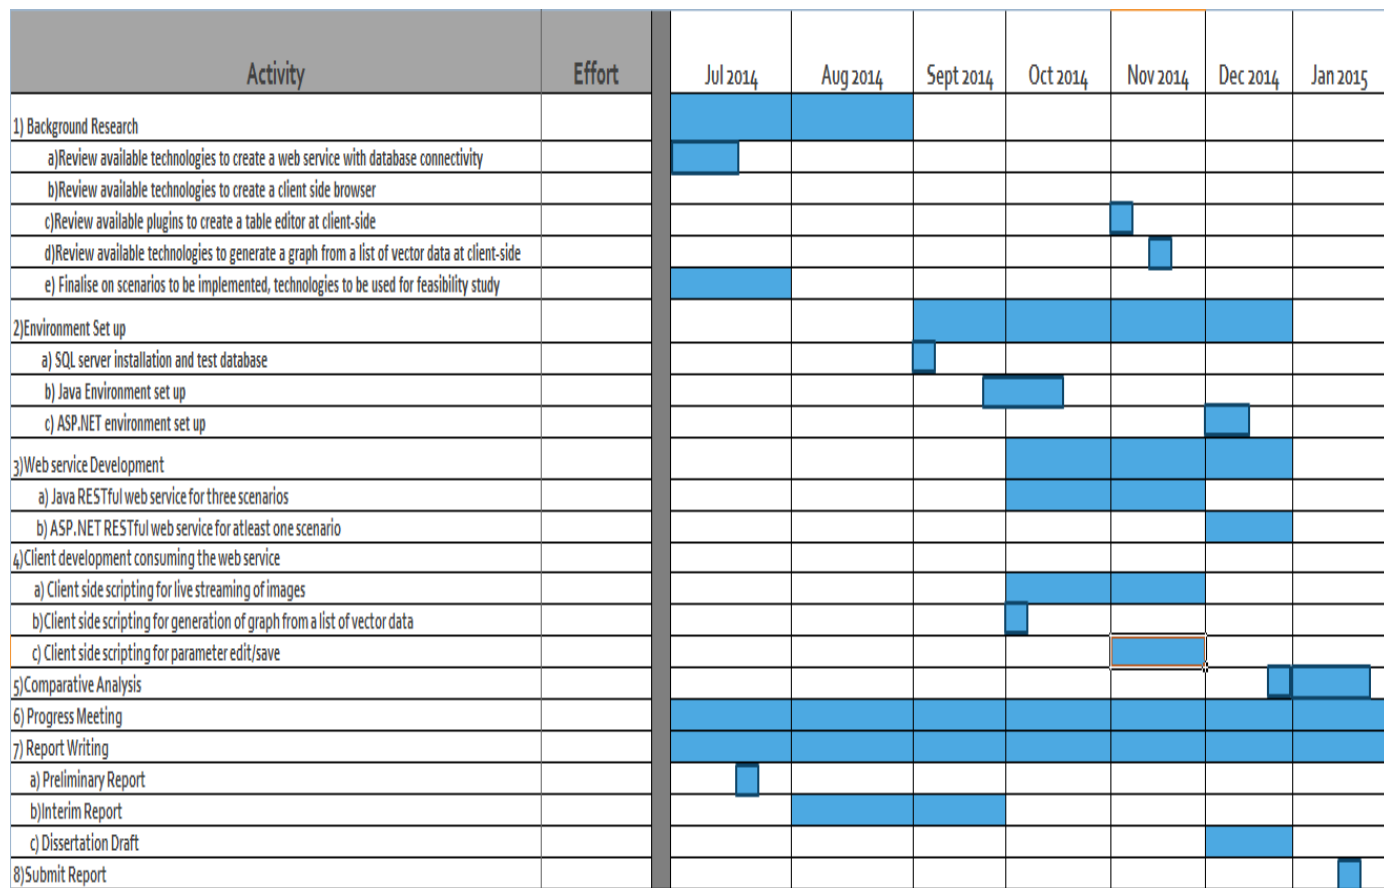 Activity Effort Jul 2014 Aug 2014 Sept 2014 Oct 2014 Nov 2014 Dec 2014 Jan 2015
1) Background Research
a)Review available technologies to create a web service with database connectivity
b)Review available technologies to create a client side browser
c)Review available plugins to create a table editor at client-side
d)Review available technologies to generate a graph from a list of vector data at client-side
e) Finalise on scenarios to be implemented, technologies to be used for feasibility study
2)Environment Set up
a) SQL server installation and test database
b) Java Environment set up
c) ASP.NET environment set up
3)Web service Development
a) Java RESTful web service for three scenarios
b) ASP.NET RESTful web service for atleast one scenario
4)Client development consuming the web service
a) Client side scripting for live streaming of images
b)Client side scripting for generation of graph from a list of vector data
c) Client side scripting for parameter edit/save
5)Comparative Analysis
6) Progress Meeting
7) Report Writing
a) Preliminary Report
b)Interim Report
c) Dissertation Draft
8)Submit Report